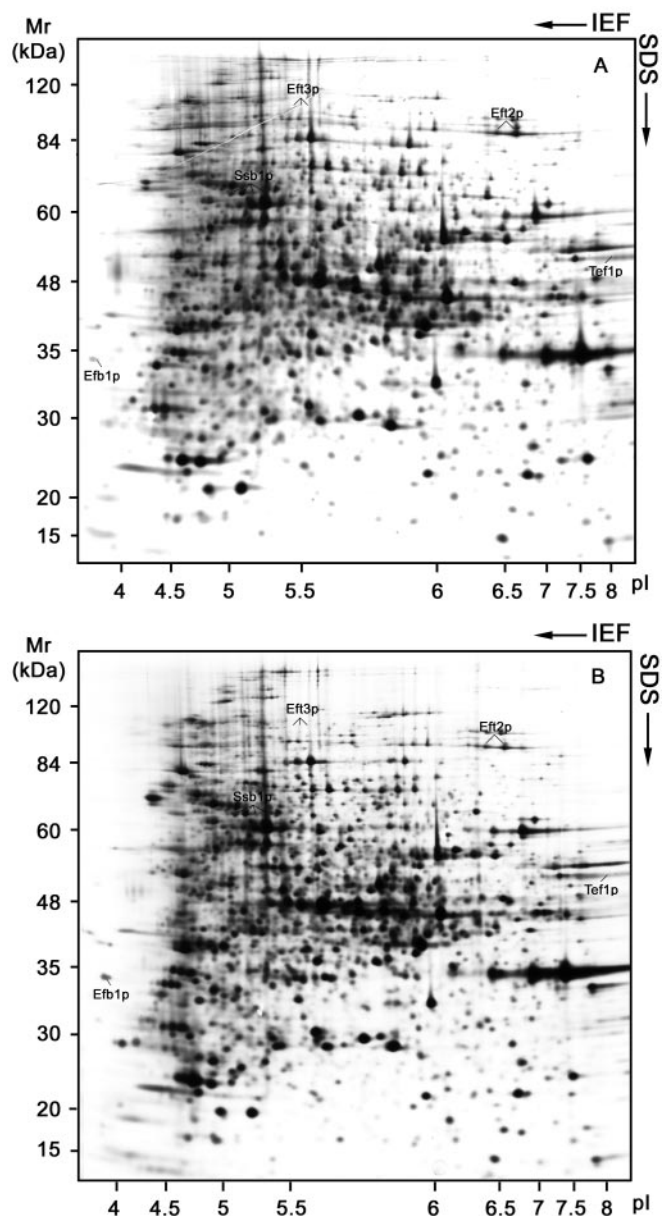 Mr
(kDa)
IEF
SDS
A
120
84
60
48
35
30
20
15
Eft3p
Eft2p
Ssb1p
Tef1p
Efb1p
4 4.5 5 5.5 6 6.5 7 7.5 8 pI
Mr
(kDa)
IEF
SDS
B
120
84
60
48
35
30
20
15
Eft3p
Eft2p
Ssb1p
Tef1p
Efb1p
4 4.5 5 5.5 6 6.5 7 7.5 8 pI